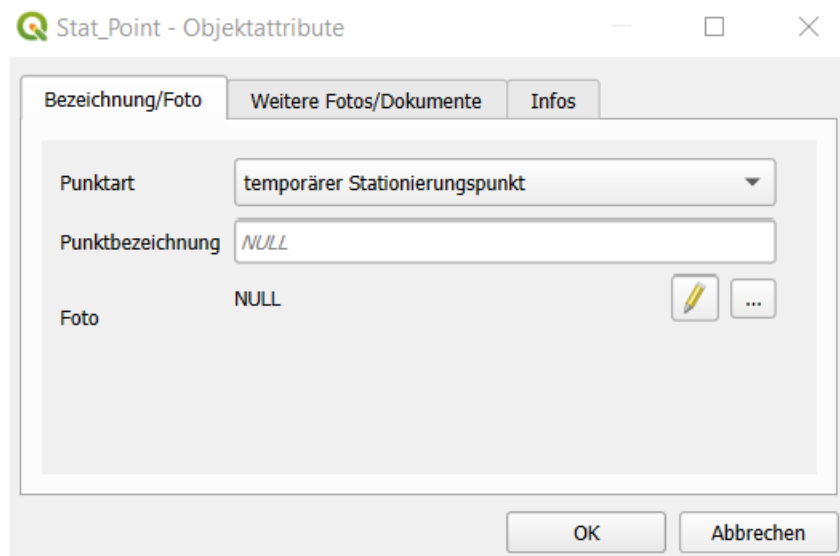 Stat_Point - Objektattribute
Bezeichnung/Foto Weitere Fotos/Dokumente Infos
Punktart temporärer Stationierungspunkt
Punktbezeichnung NULL
Foto NULL ...
OK Abbrechen